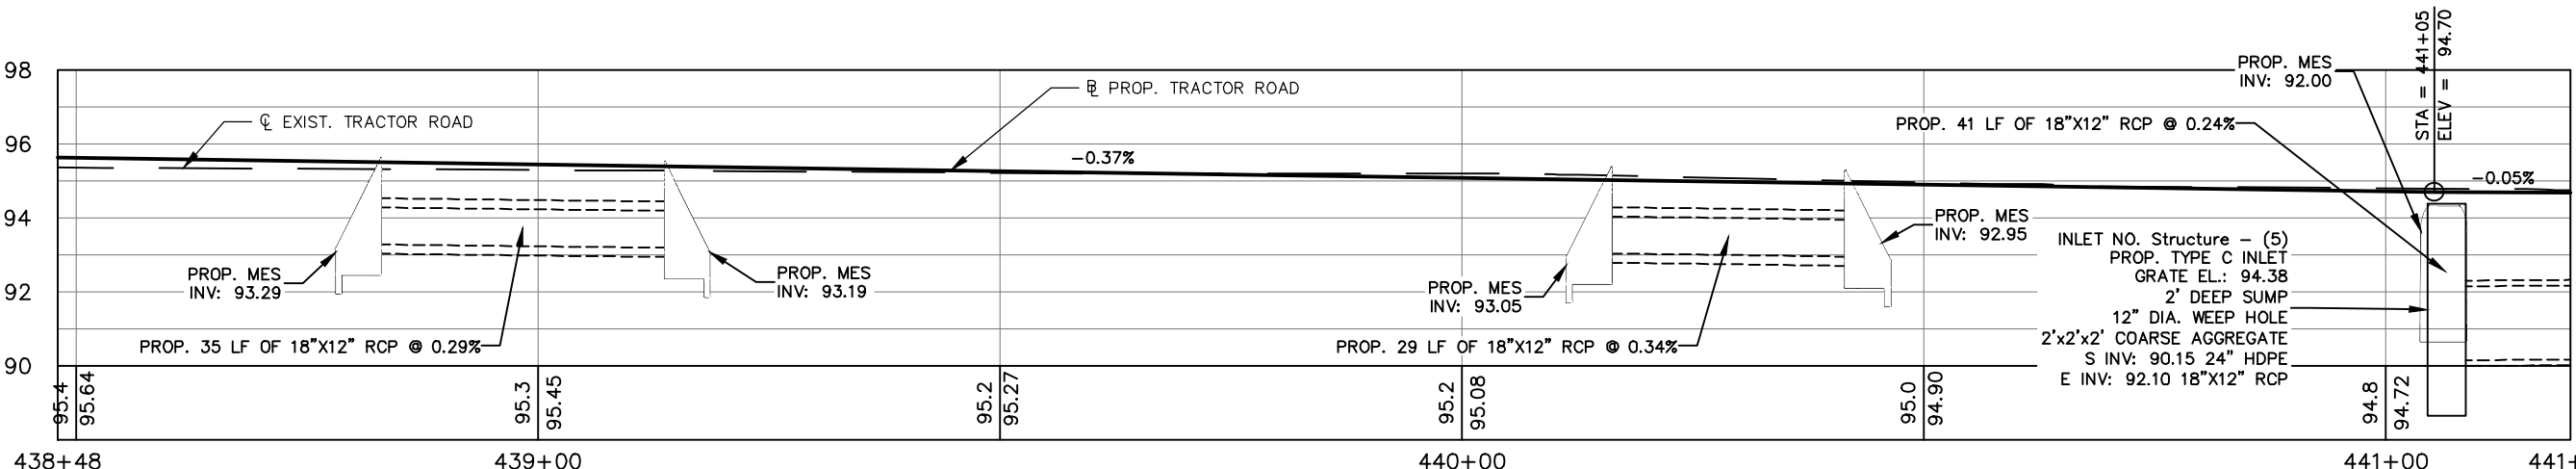 98
96
94
92
90
℄ EXIST. TRACTOR ROAD
PROP. MES
INV: 93.29
PROP. 35 LF OF 18"X12" RCP @ 0.29%
PROP. MES
INV: 93.19
-0.37%
B̲L PROP. TRACTOR ROAD
PROP. MES
INV: 93.05
PROP. 29 LF OF 18"X12" RCP @ 0.34%
PROP. MES
INV: 92.95
PROP. MES
INV: 92.00
PROP. 41 LF OF 18"X12" RCP @ 0.24%
STA = 441+05
ELEV = 94.70
-0.05%
INLET NO. Structure - (5)
PROP. TYPE C INLET
GRATE EL.: 94.38
2' DEEP SUMP
12" DIA. WEEP HOLE
2'x2'x2' COARSE AGGREGATE
S INV: 90.15 24" HDPE
E INV: 92.10 18"X12" RCP
95.4
95.64
95.3
95.45
95.2
95.27
95.2
95.08
95.0
94.90
94.8
94.72
438+48
439+00
440+00
441+00